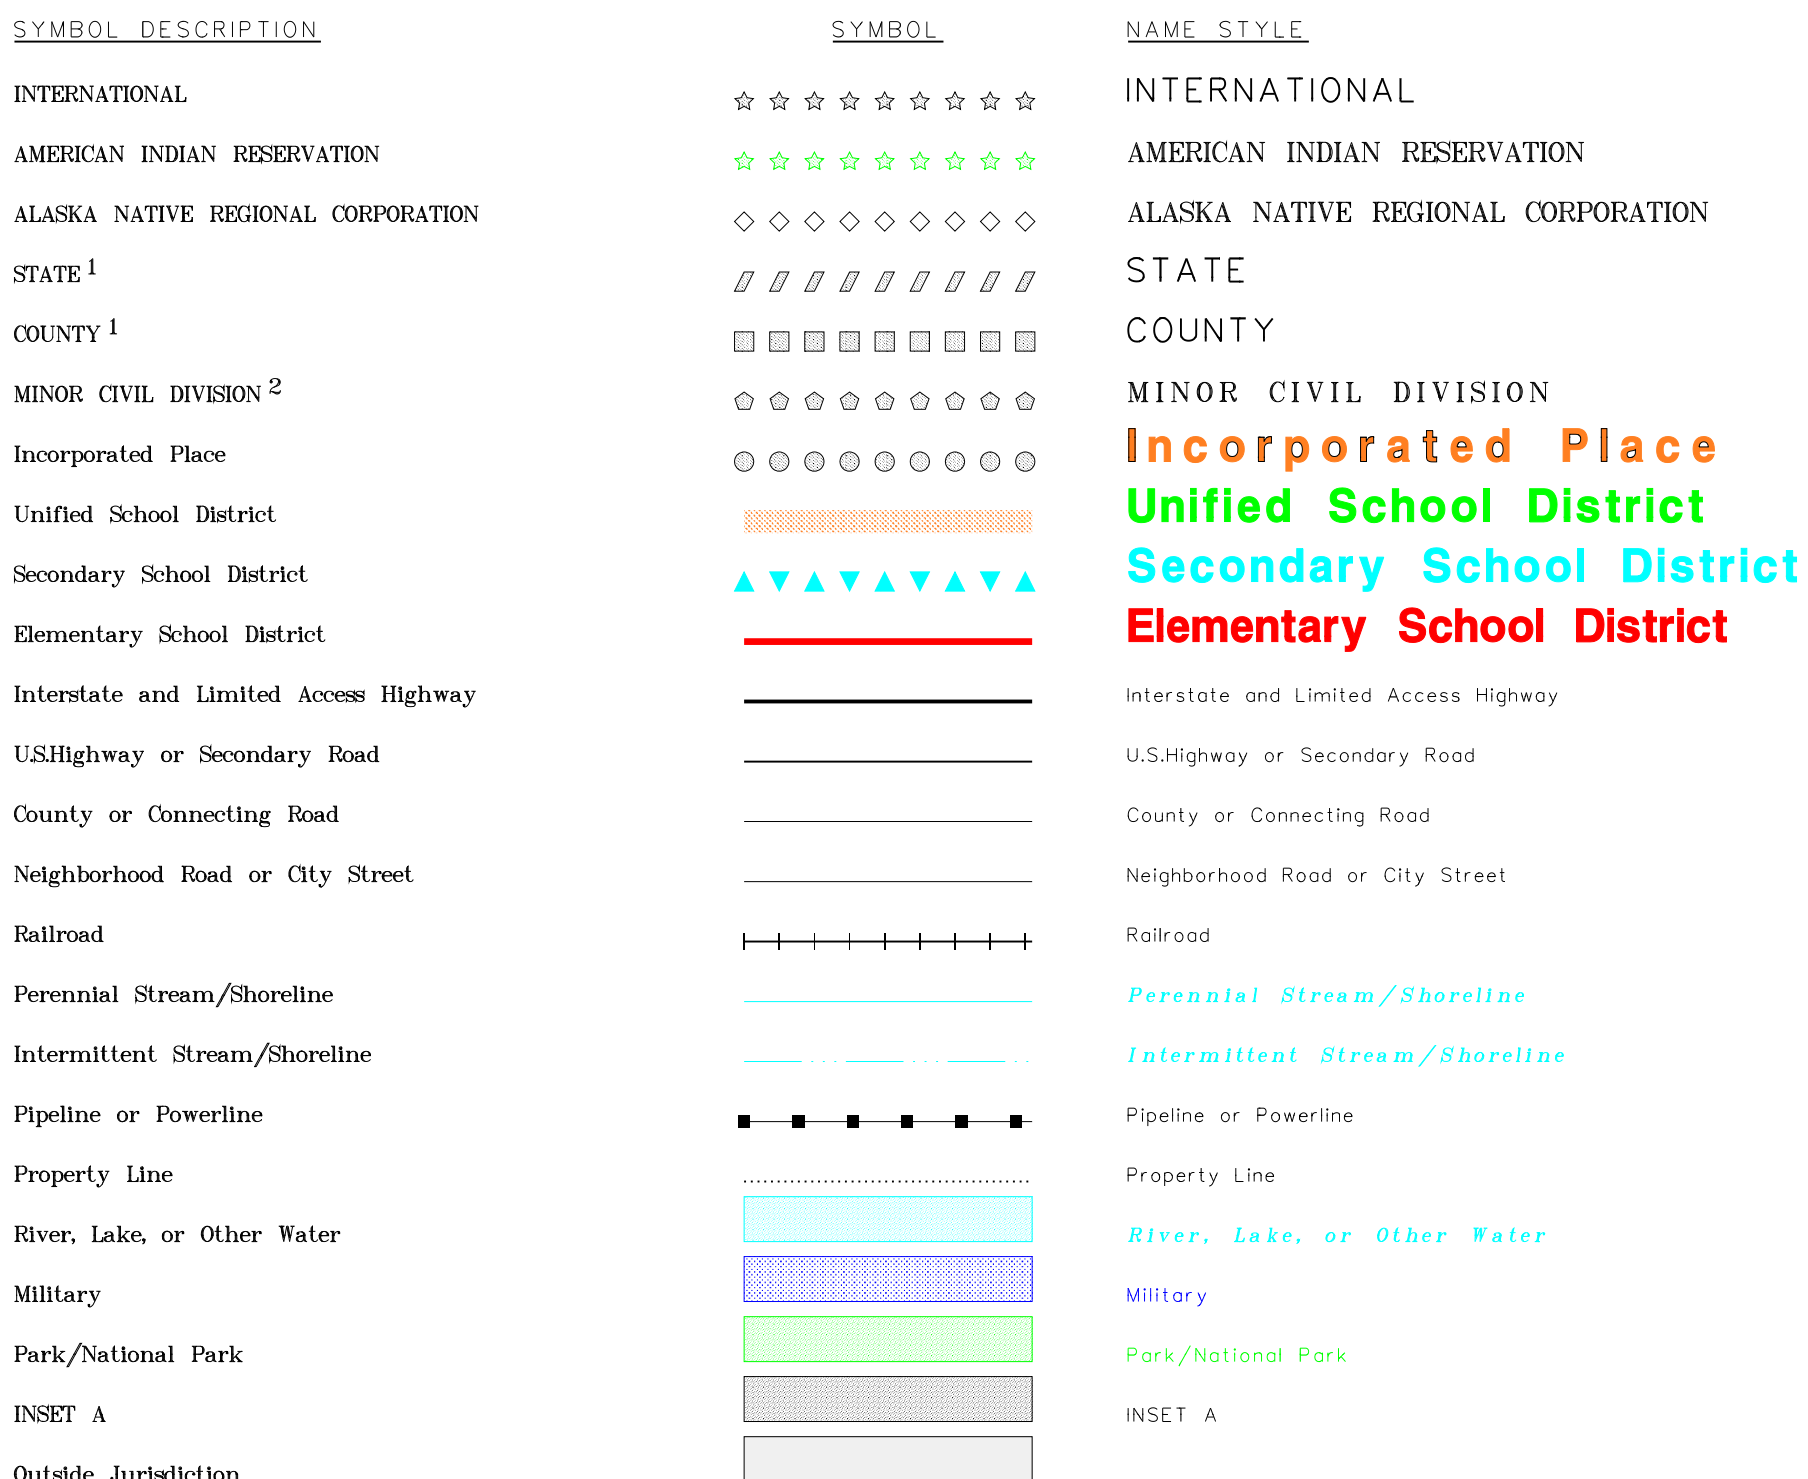 SYMBOL DESCRIPTION SYMBOL NAME STYLE
INTERNATIONAL INTERNATIONAL
AMERICAN INDIAN RESERVATION AMERICAN INDIAN RESERVATION
ALASKA NATIVE REGIONAL CORPORATION ALASKA NATIVE REGIONAL CORPORATION
STATE 1 STATE
COUNTY 1 COUNTY
MINOR CIVIL DIVISION 2 MINOR CIVIL DIVISION
Incorporated Place Incorporated Place
Unified School District Unified School District
Secondary School District Secondary School District
Elementary School District Elementary School District
Interstate and Limited Access Highway Interstate and Limited Access Highway
U.S.Highway or Secondary Road U.S.Highway or Secondary Road
County or Connecting Road County or Connecting Road
Neighborhood Road or City Street Neighborhood Road or City Street
Railroad Railroad
Perennial Stream/Shoreline Perennial Stream/Shoreline
Intermittent Stream/Shoreline Intermittent Stream/Shoreline
Pipeline or Powerline Pipeline or Powerline
Property Line Property Line
River, Lake, or Other Water River, Lake, or Other Water
Military Military
Park/National Park Park/National Park
INSET A INSET A
Outside Jurisdiction